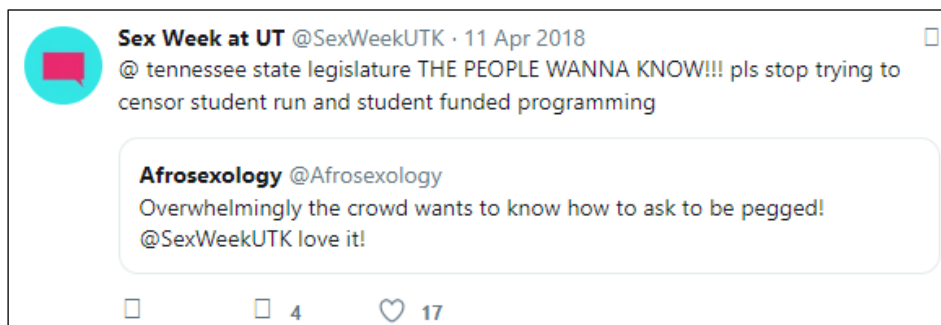 Sex Week at UT @SexWeekUTK · 11 Apr 2018
@ tennessee state legislature THE PEOPLE WANNA KNOW!!! pls stop trying to
censor student run and student funded programming
Afrosexology @Afrosexology
Overwhelmingly the crowd wants to know how to ask to be pegged!
@SexWeekUTK love it!
4 17